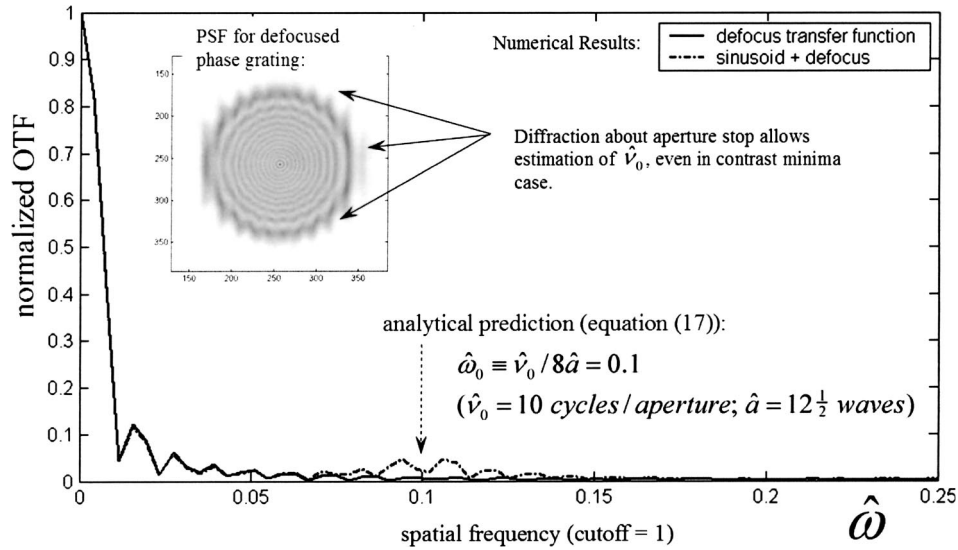 PSF for defocused
phase grating:
150
200
250
300
350
150 200 250 300 350
Numerical Results:
defocus transfer function
sinusoid + defocus
Diffraction about aperture stop allows
estimation of ν̂₀, even in contrast minima
case.
analytical prediction (equation (17)):
ω̂₀ ≡ ν̂₀/8â = 0.1
(ν̂₀ = 10 cycles/aperture; â = 12½ waves)
normalized OTF
1
0.9
0.8
0.7
0.6
0.5
0.4
0.3
0.2
0.1
0
0 0.05 0.1 0.15 0.2 0.25
spatial frequency (cutoff = 1)
ω̂